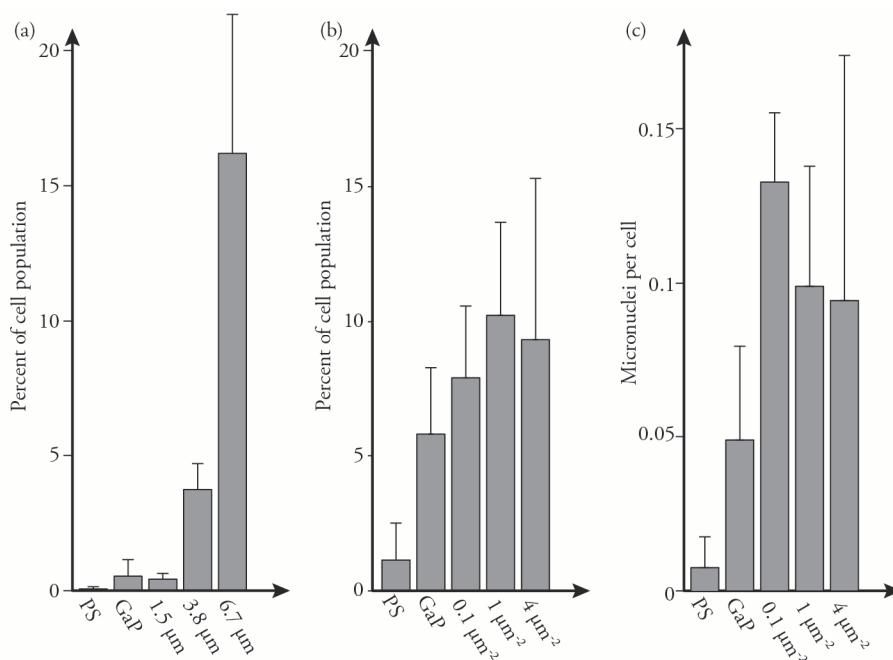 (a)
20
15
10
5
0
Percent of cell population
PS
GaP
1.5 μm
3.8 μm
6.7 μm
(b)
20
15
10
5
0
Percent of cell population
PS
GaP
0.1 μm⁻²
1 μm⁻²
4 μm⁻²
(c)
0.15
0.1
0.05
0
Micronuclei per cell
PS
GaP
0.1 μm⁻²
1 μm⁻²
4 μm⁻²